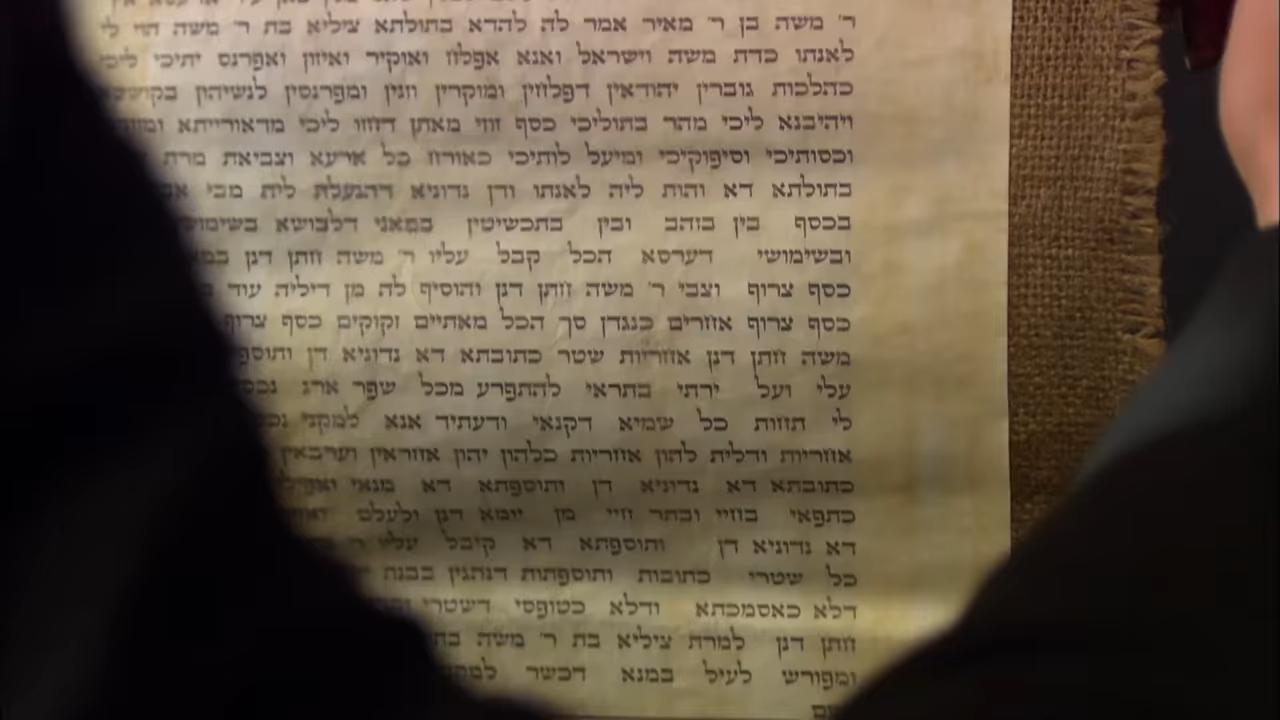 ר׳ משה בן ר׳ מאיר אמר לה להדא בתולתא ציליא בת ר׳ משה הוי לי
לאנתו כדת משה וישראל ואנא אפלח ואוקיר ואיזון ואפרנס יתיכי ליכי
כהלכות גוברין יהודאין דפלחין ומוקרין וזנין ומפרנסין לנשיהון
ויהיבנא ליכי מהר בתוליכי כסף זוזי מאתן דחזו ליכי מדאורייתא
וכסותיכי וסיפוקיכי ומיעל לותיכי כאורח כל ארעא וצביאת מרת
בתולתא דא והות ליה לאנתו ודן נדוניא דהנעלת ליה מבי
בכסף בין בזהב ובין בתכשיטין במאני דלבושא
ובשימושי דערסא הכל קבל עליו ר׳ משה חתן דנן
כסף צרוף וצבי ר׳ משה חתן דנן והוסיף לה מן דיליה עוד
כסף צרוף אחרים כנגדן סך הכל מאתיים זקוקים כסף צרוף
משה חתן דנן אחריות שטר כתובתא דא נדוניא דן
עלי ועל ירתי בתראי להתפרע מכל שפר ארג
לי תחות כל שמיא דקנאי ודעתיד אנא למקני
אחריות ודלית להון אחריות כלהון יהון אחראין וערבאין
כתובתא דא נדוניא דן ותוספתא דא מנאי
כתפאי בחיי ובתר חיי מן יומא דנן ולעלם
דא נדוניא דן ותוספתא דא קיבל עליו ר׳
כל שטרי כתובות ותוספתות דנהגין בבנת
דלא כאסמכתא ודלא כטופסי דשטרי
חתן דנן למרת ציליא בת ר׳ משה
ומפורש לעיל במנא דכשר